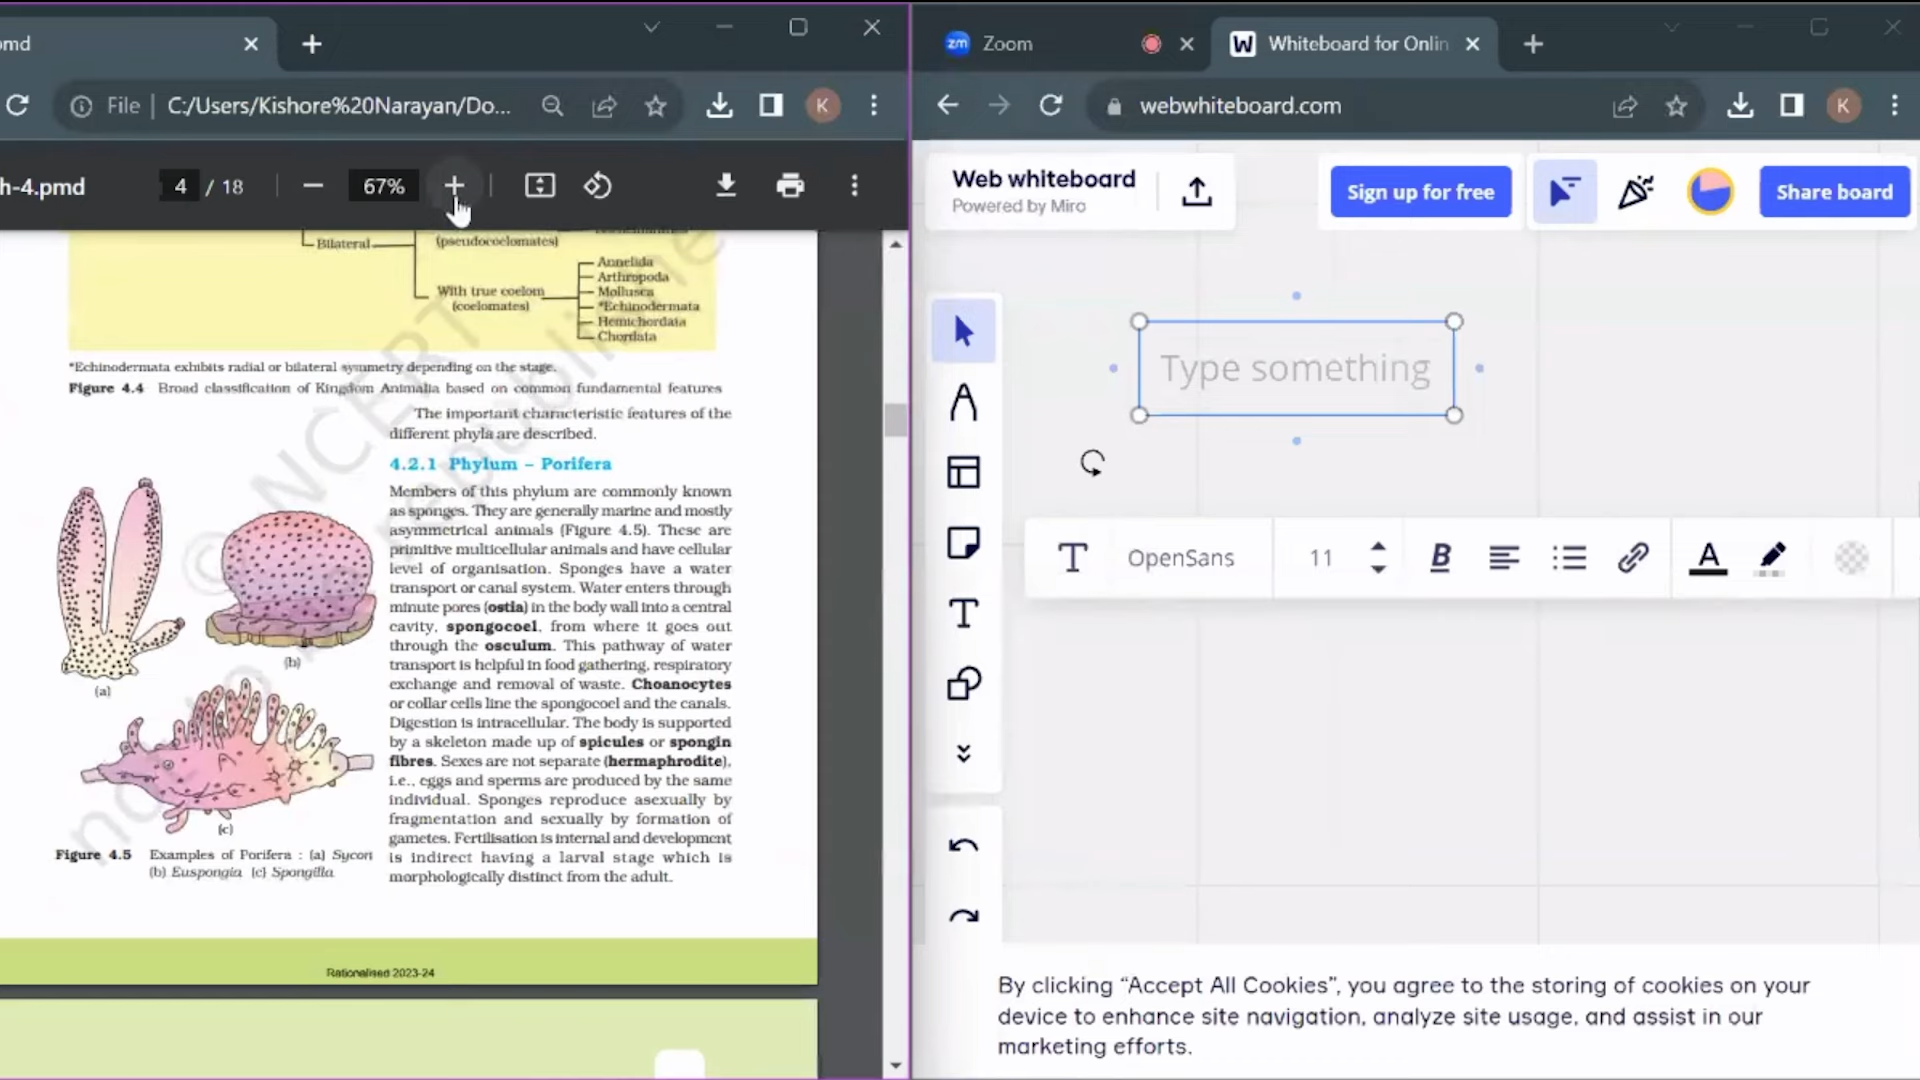 omd
File
C:/Users/Kishore%20Narayan/Do...
K
h-4.pmd
4 / 18
67%
Bilateral
(pseudocoelomates)
With true coelom
(coelomates)
Annelida
Arthropoda
Mollusca
*Echinodermata
Hemichordata
Chordata
*Echinodermata exhibits radial or bilateral symmetry depending on the stage.
Figure 4.4 Broad classification of Kingdom Animalia based on common fundamental features
The important characteristic features of the
different phyla are described.
4.2.1 Phylum – Porifera
Members of this phylum are commonly known
as sponges. They are generally marine and mostly
asymmetrical animals (Figure 4.5). These are
primitive multicellular animals and have cellular
level of organisation. Sponges have a water
transport or canal system. Water enters through
minute pores (ostia) in the body wall into a central
cavity, spongocoel, from where it goes out
through the osculum. This pathway of water
transport is helpful in food gathering, respiratory
exchange and removal of waste. Choanocytes
or collar cells line the spongocoel and the canals.
Digestion is intracellular. The body is supported
by a skeleton made up of spicules or spongin
fibres. Sexes are not separate (hermaphrodite),
i.e., eggs and sperms are produced by the same
individual. Sponges reproduce asexually by
fragmentation and sexually by formation of
gametes. Fertilisation is internal and development
is indirect having a larval stage which is
morphologically distinct from the adult.
(a)
(b)
(c)
Figure 4.5 Examples of Porifera : (a) Sycon
(b) Euspongia (c) Spongilla
© NCERT
not to be republished
Rationalised 2023-24
zm Zoom
W Whiteboard for Onlin
webwhiteboard.com
K
Web whiteboard
Powered by Miro
Sign up for free
Share board
Type something
T OpenSans 11 B A
T
By clicking “Accept All Cookies”, you agree to the storing of cookies on your
device to enhance site navigation, analyze site usage, and assist in our
marketing efforts.